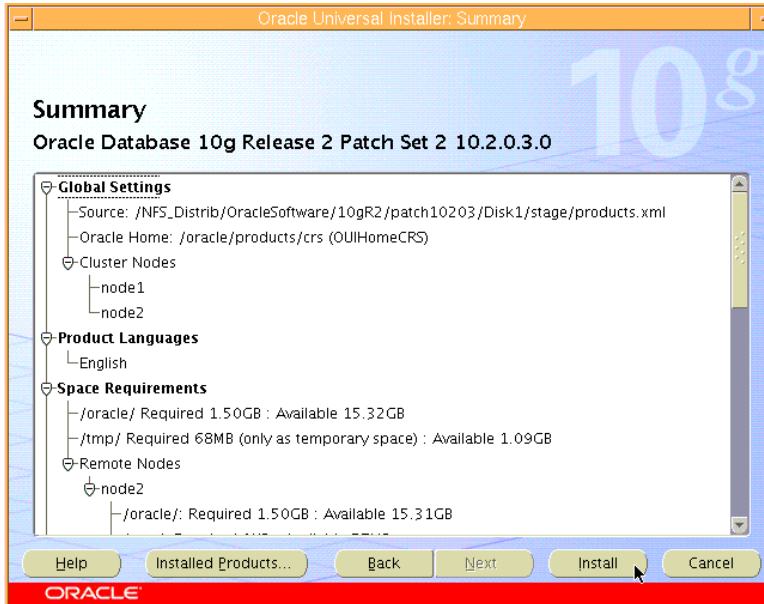 Oracle Universal Installer: Summary
10g
Summary
Oracle Database 10g Release 2 Patch Set 2 10.2.0.3.0
Global Settings
Source: /NFS_Distrib/OracleSoftware/10gR2/patch10203/Disk1/stage/products.xml
Oracle Home: /oracle/products/crs (OUIHomeCRS)
Cluster Nodes
node1
node2
Product Languages
English
Space Requirements
/oracle/ Required 1.50GB : Available 15.32GB
/tmp/ Required 68MB (only as temporary space) : Available 1.09GB
Remote Nodes
node2
/oracle/: Required 1.50GB : Available 15.31GB
Help Installed Products... Back Next Install Cancel
ORACLE